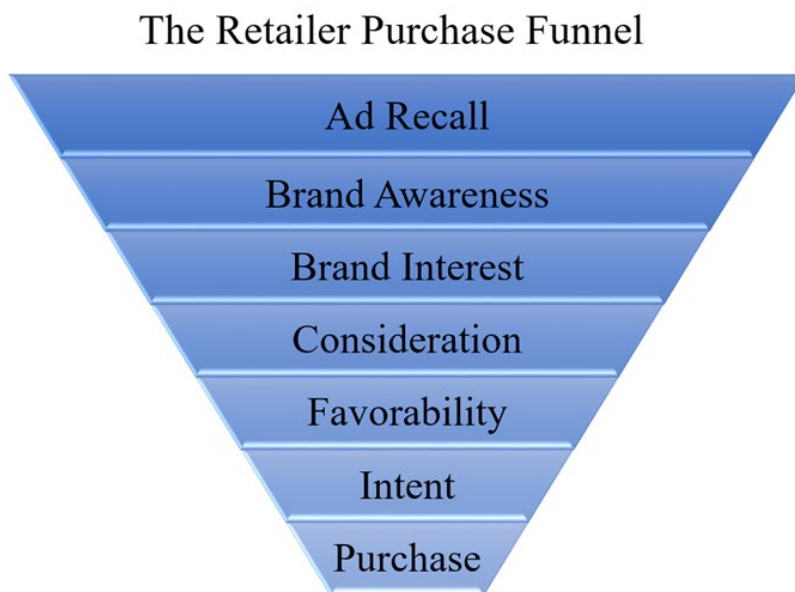 The Retailer Purchase Funnel
Ad Recall
Brand Awareness
Brand Interest
Consideration
Favorability
Intent
Purchase